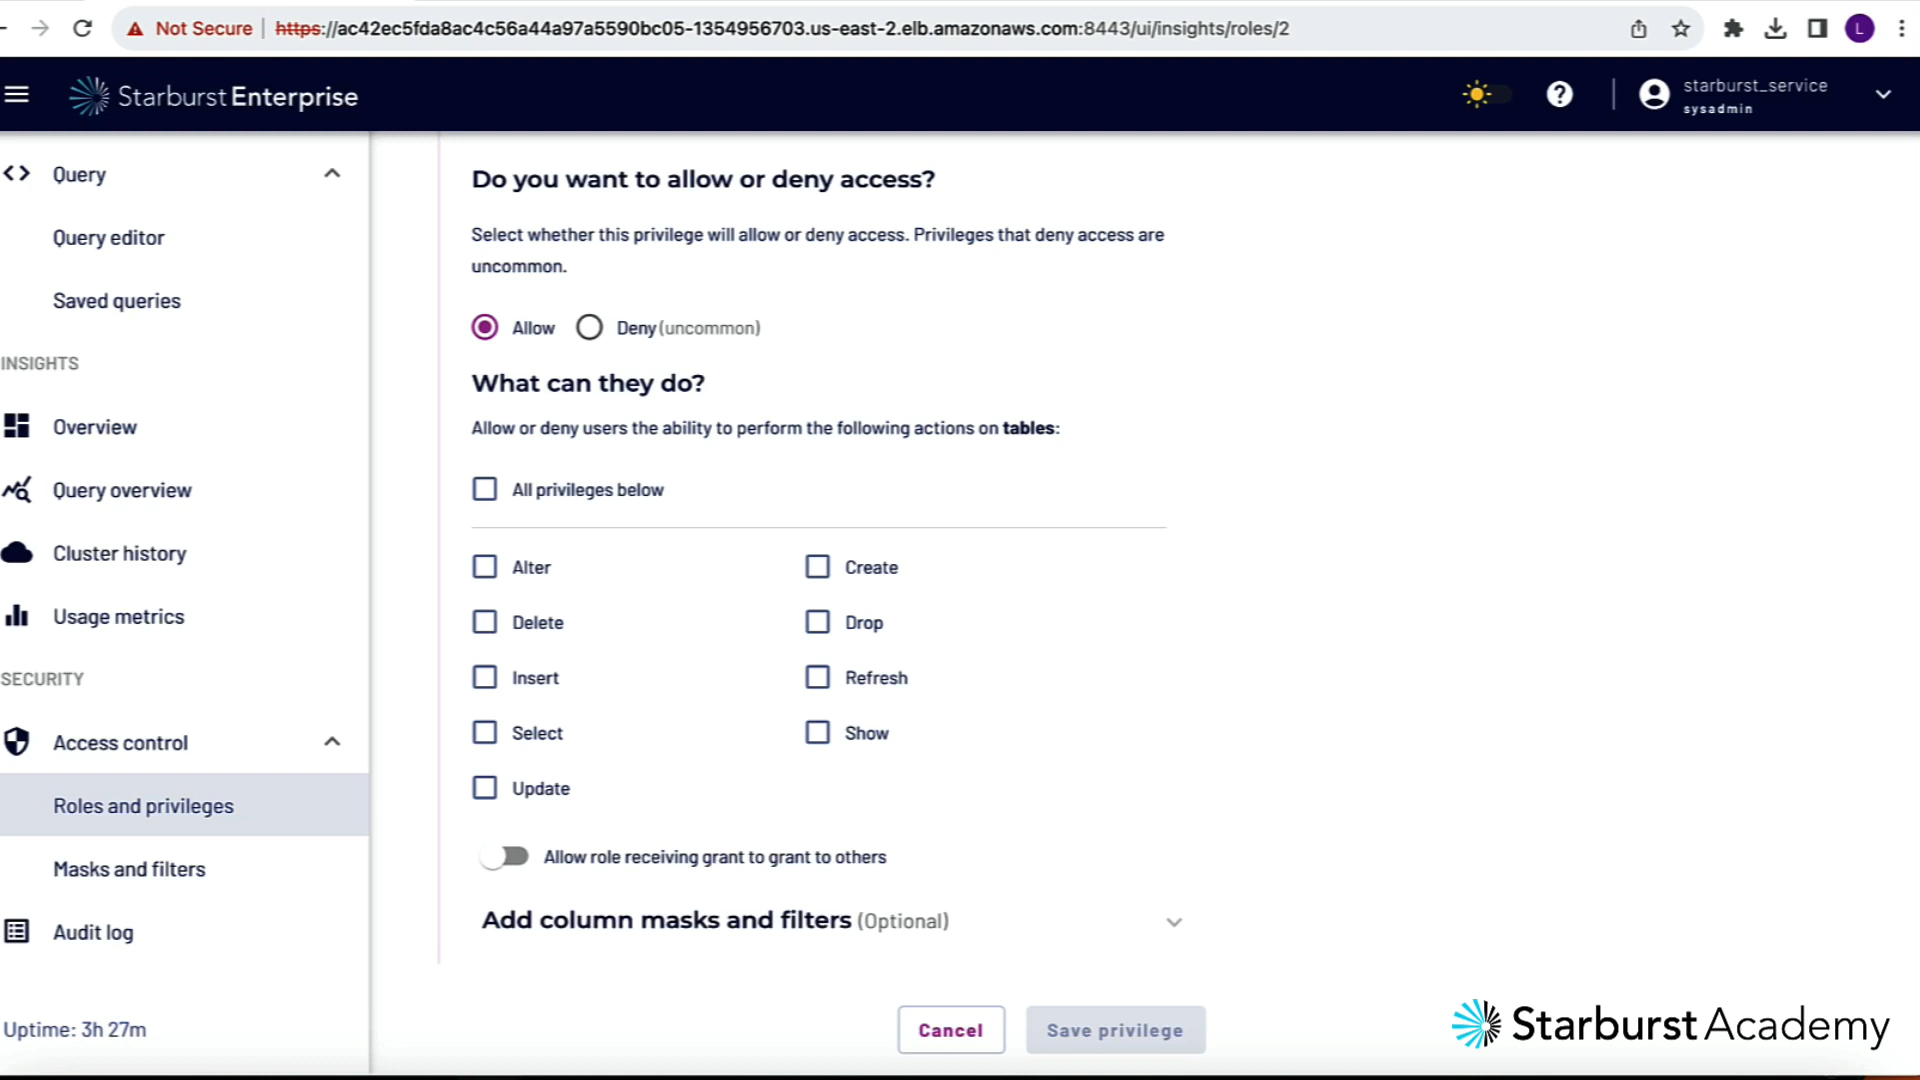 Not Secure https://ac42ec5fda8ac4c56a44a97a5590bc05-1354956703.us-east-2.elb.amazonaws.com:8443/ui/insights/roles/2
L
Starburst Enterprise
?
starburst_service
sysadmin
Query
Query editor
Saved queries
INSIGHTS
Overview
Query overview
Cluster history
Usage metrics
SECURITY
Access control
Roles and privileges
Masks and filters
Audit log
Uptime: 3h 27m
Do you want to allow or deny access?
Select whether this privilege will allow or deny access. Privileges that deny access are
uncommon.
Allow Deny (uncommon)
What can they do?
Allow or deny users the ability to perform the following actions on tables:
All privileges below
Alter Create
Delete Drop
Insert Refresh
Select Show
Update
Allow role receiving grant to grant to others
Add column masks and filters (Optional)
Cancel Save privilege
Starburst Academy